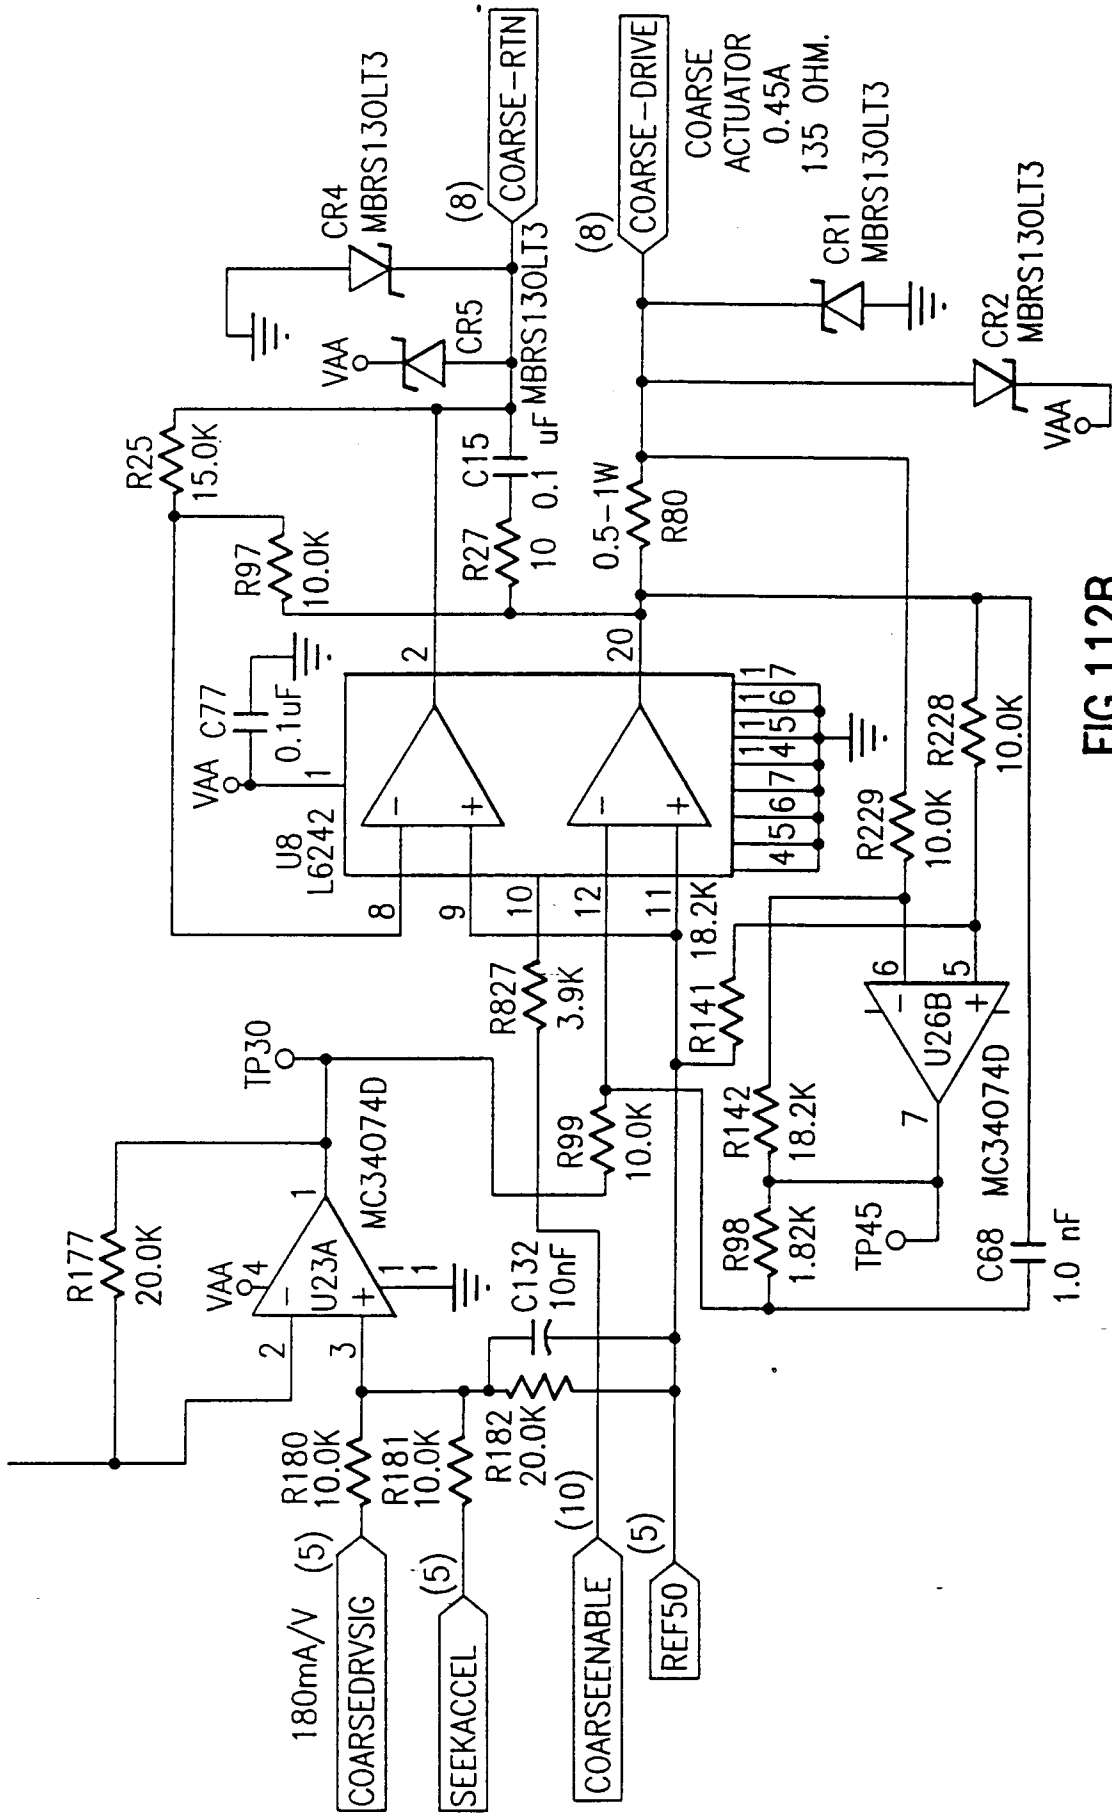 COARSE-RTN
(8)
CR4
MBRS130LT3
VAA
CR5
MBRS130LT3
COARSE-DRIVE
(8)
COARSE
ACTUATOR
0.45A
135 OHM.
CR1
MBRS130LT3
CR2
MBRS130LT3
VAA
R25
15.0K
R97
10.0K
C15
0.1 uF
R27
10
0.5-1W
R80
VAA
C77
0.1uF
1
U8
L6242
2
20
8
9
10
12
11
-
+
-
+
4
5
6
7
14
15
16
17
R827
3.9K
18.2K
R141
R229
10.0K
R228
10.0K
6
5
-
+
U26B
7
MC34074D
R142
18.2K
R98
1.82K
TP45
C68
1.0 nF
TP30
R99
10.0K
R177
20.0K
VAA
4
1
U23A
-
+
2
3
11
MC34074D
C132
10nF
R180
10.0K
R181
10.0K
R182
20.0K
180mA/V
(5)
COARSEDRVSIG
(5)
SEEKACCEL
(10)
COARSEENABLE
(5)
REF50
FIG.112B